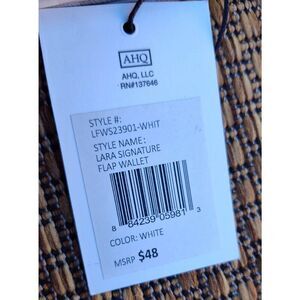 AHQ
AHQ, LLC
RN#137646
STYLE #:
LFWS23901-WHIT
STYLE NAME:
LARA SIGNATURE
FLAP WALLET
8 84239 05981 3
COLOR: WHITE
MSRP $48